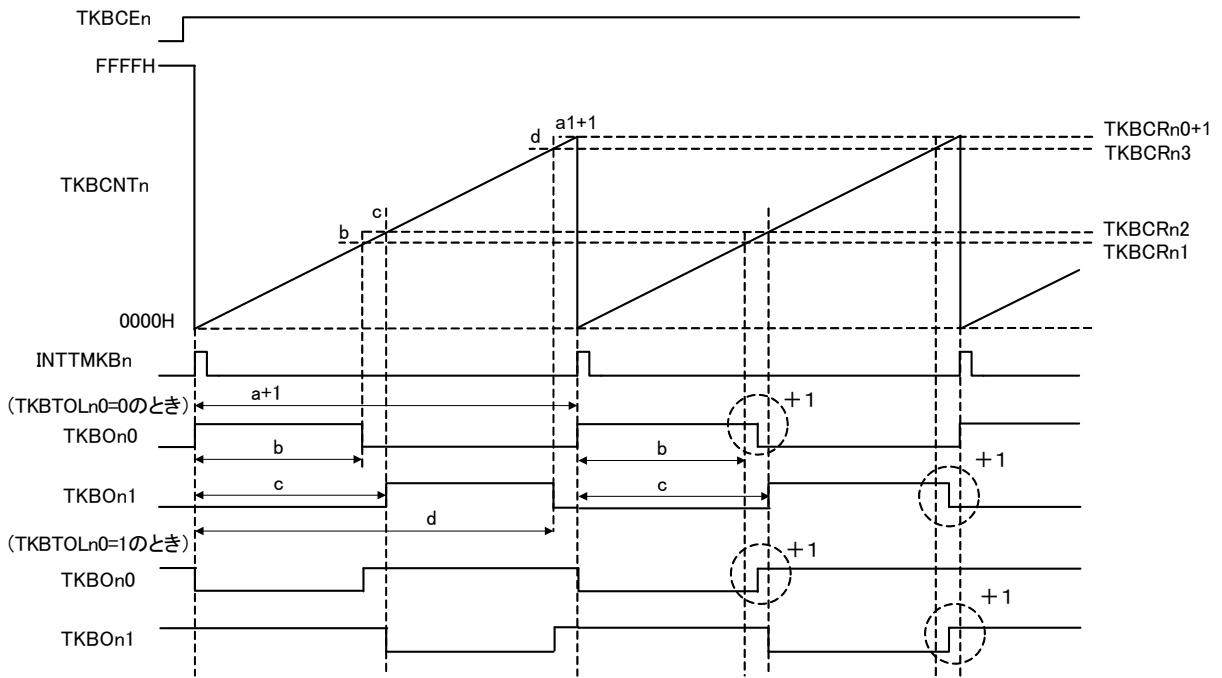 TKBCEn
FFFFH
a1+1
d
TKBCRn0+1
TKBCRn3
TKBCNTn
c
b
TKBCRn2
TKBCRn1
0000H
INTTMKBn
a+1
(TKBTOLn0=0のとき)
+1
TKBOn0
b
b
+1
c
c
TKBOn1
d
(TKBTOLn0=1のとき)
+1
TKBOn0
+1
TKBOn1